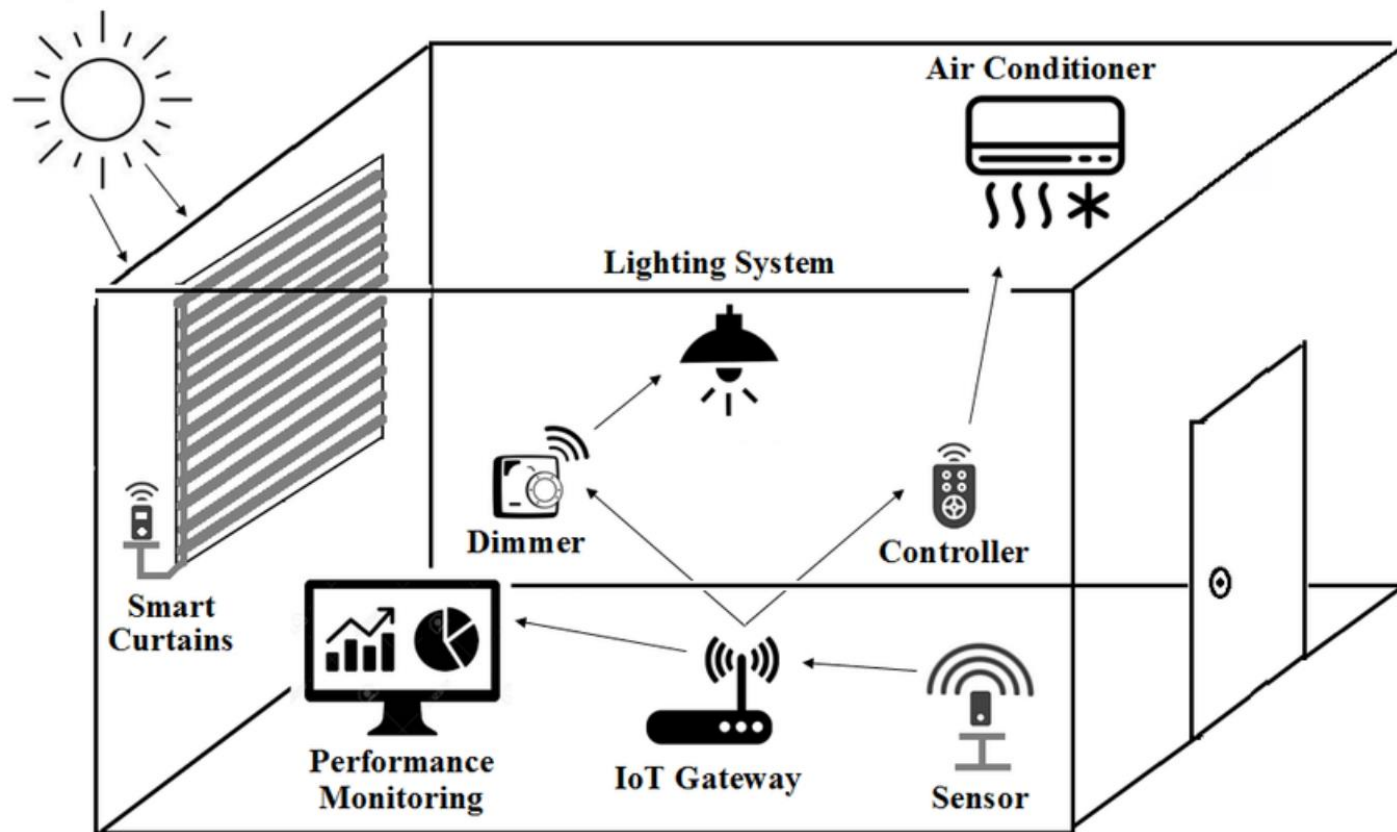 Air Conditioner
Lighting System
Dimmer
Controller
Smart
Curtains
Performance
Monitoring
IoT Gateway
Sensor